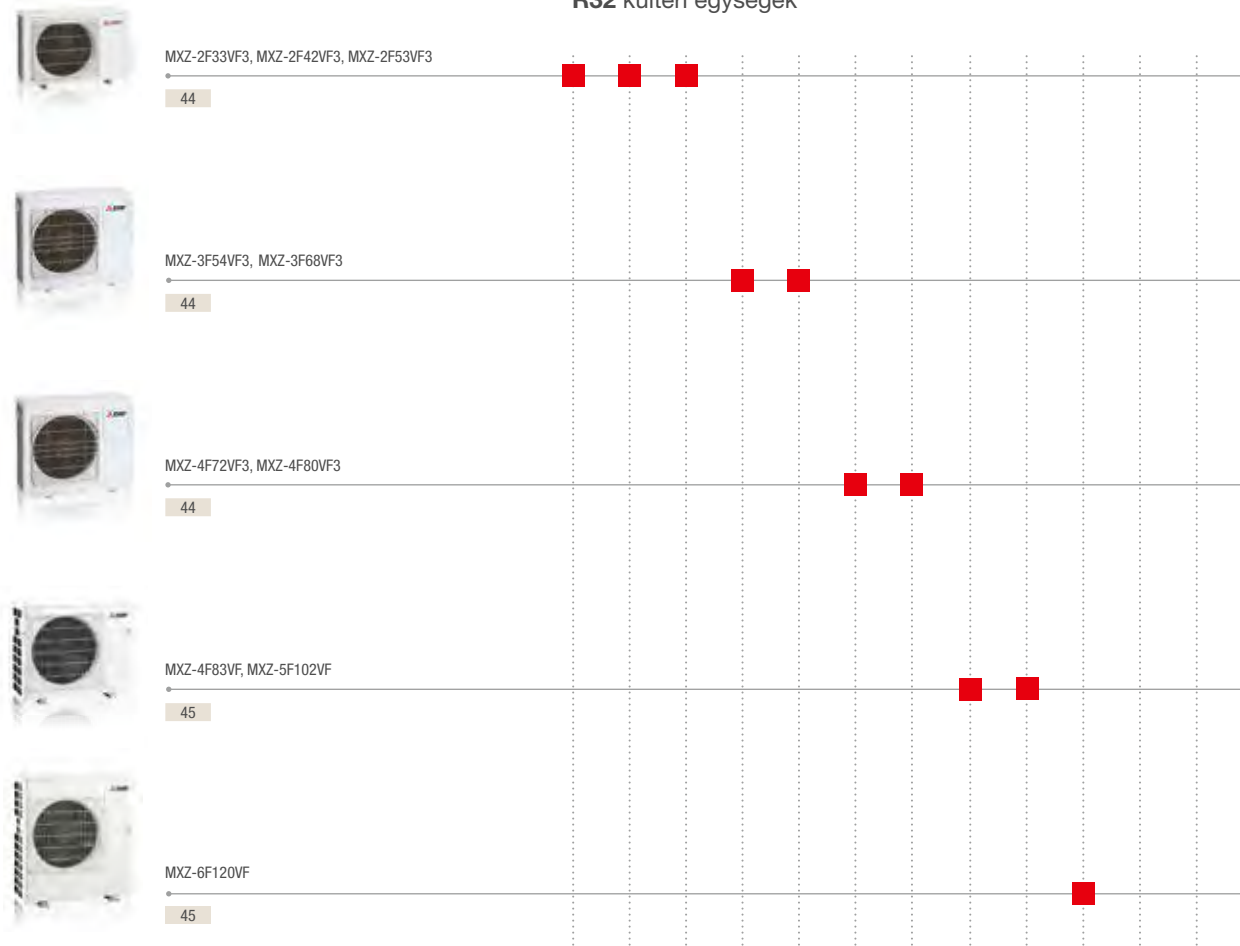 R32 kültéri egységek
MXZ-2F33VF3, MXZ-2F42VF3, MXZ-2F53VF3
44
MXZ-3F54VF3, MXZ-3F68VF3
44
MXZ-4F72VF3, MXZ-4F80VF3
44
MXZ-4F83VF, MXZ-5F102VF
45
MXZ-6F120VF
45